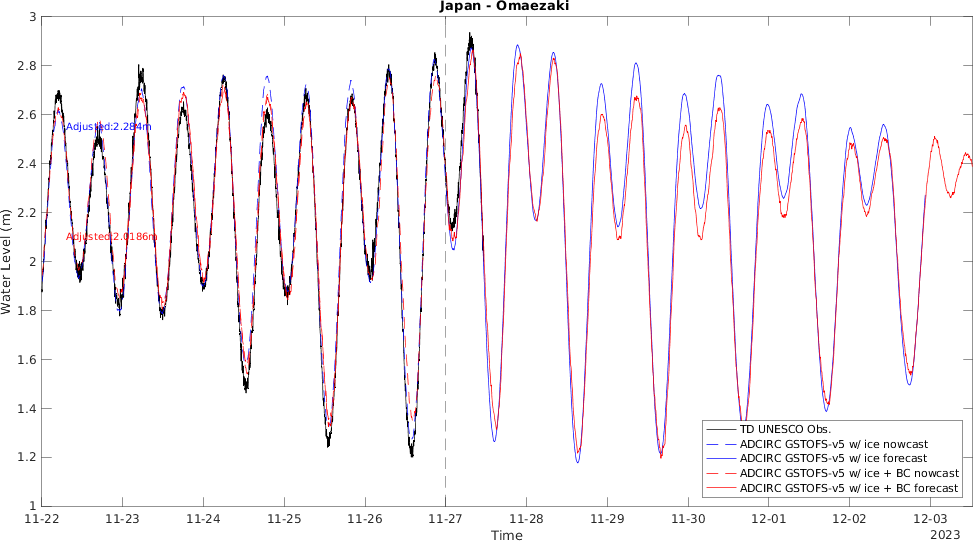 Japan - Omaezaki
3
2.8
2.6
2.4
2.2
2
1.8
1.6
1.4
1.2
1
Water Level (m)
Adjusted:2.284m
Adjusted:2.0186m
TD UNESCO Obs.
ADCIRC GSTOFS-v5 w/ ice nowcast
ADCIRC GSTOFS-v5 w/ ice forecast
ADCIRC GSTOFS-v5 w/ ice + BC nowcast
ADCIRC GSTOFS-v5 w/ ice + BC forecast
11-22 11-23 11-24 11-25 11-26 11-27 11-28 11-29 11-30 12-01 12-02 12-03
2023
Time